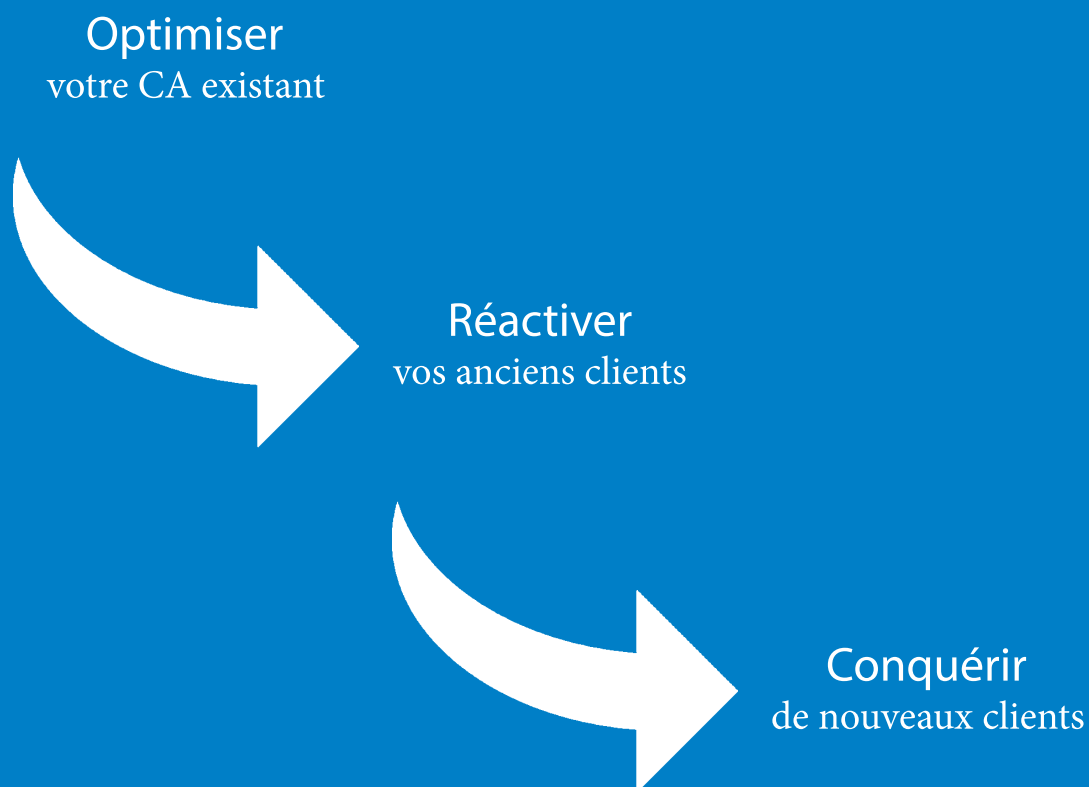 Optimiser
votre CA existant
Réactiver
vos anciens clients
Conquérir
de nouveaux clients